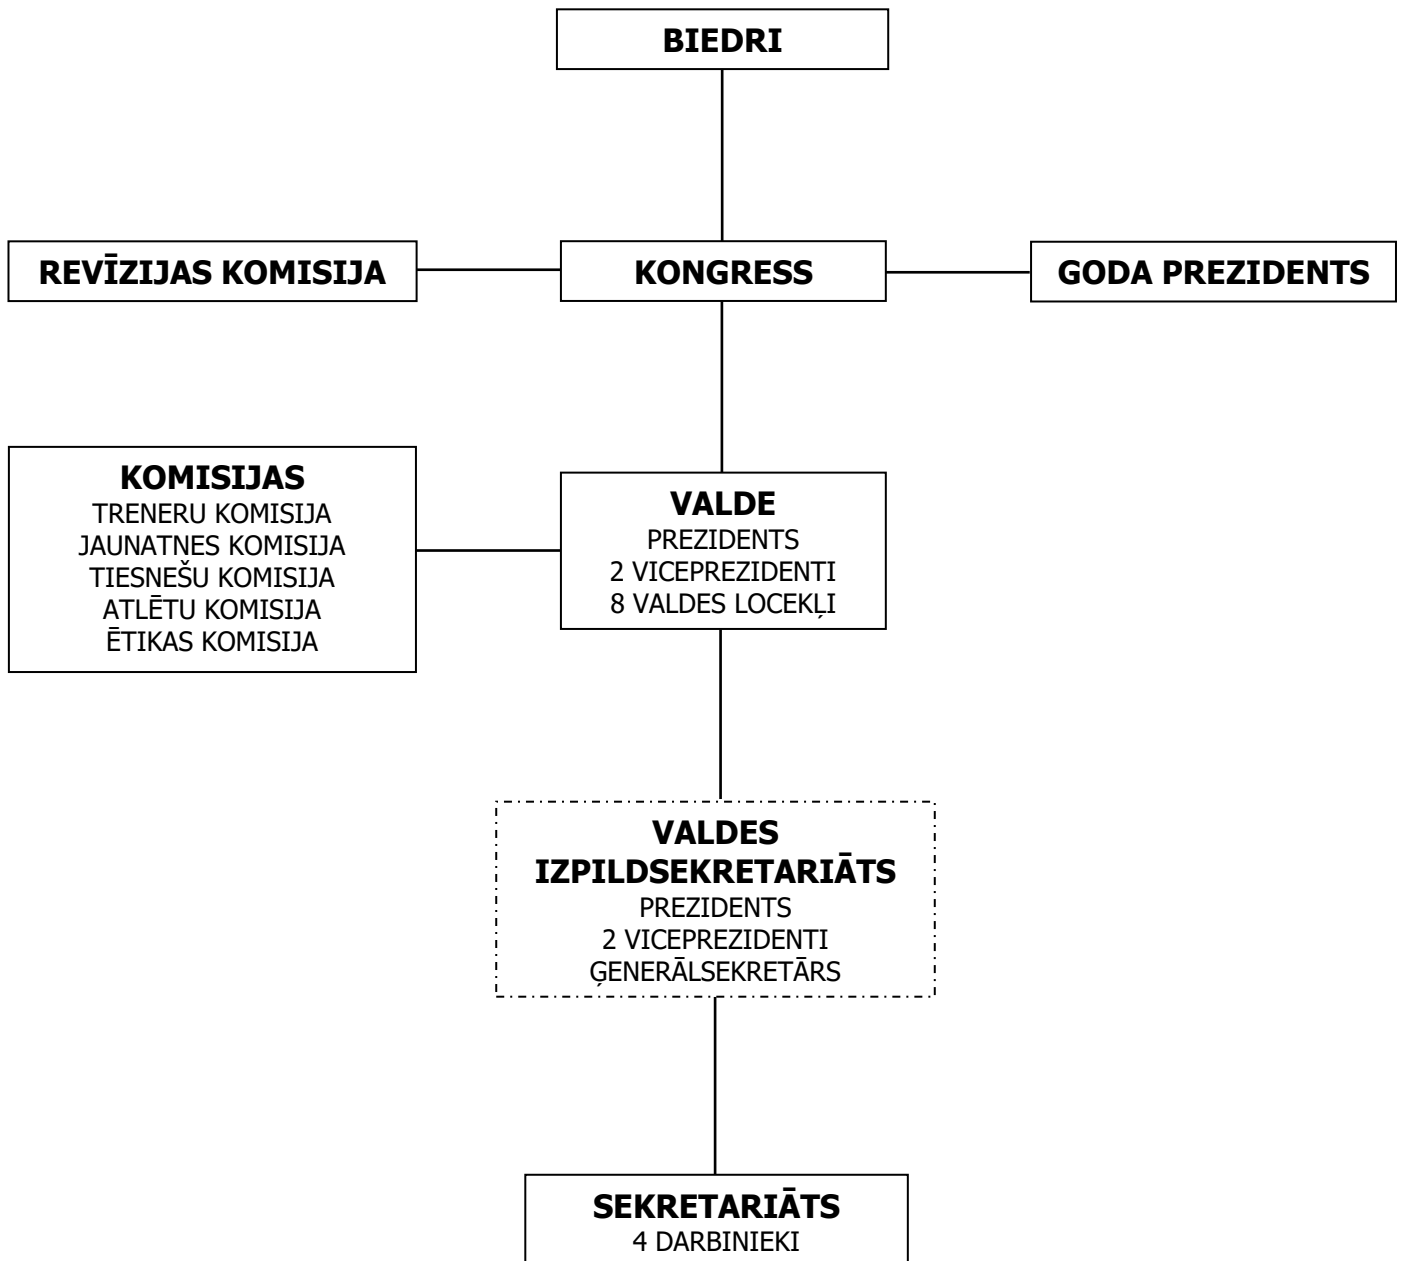 BIEDRI
REVĪZIJAS KOMISIJA
KONGRESS
GODA PREZIDENTS
KOMISIJAS
TRENERU KOMISIJA
JAUNATNES KOMISIJA
TIESNEŠU KOMISIJA
ATLĒTU KOMISIJA
ĒTIKAS KOMISIJA
VALDE
PREZIDENTS
2 VICEPREZIDENTI
8 VALDES LOCEKĻI
VALDES
IZPILDSEKRETARIĀTS
PREZIDENTS
2 VICEPREZIDENTI
ĢENERĀLSEKRETĀRS
SEKRETARIĀTS
4 DARBINIEKI